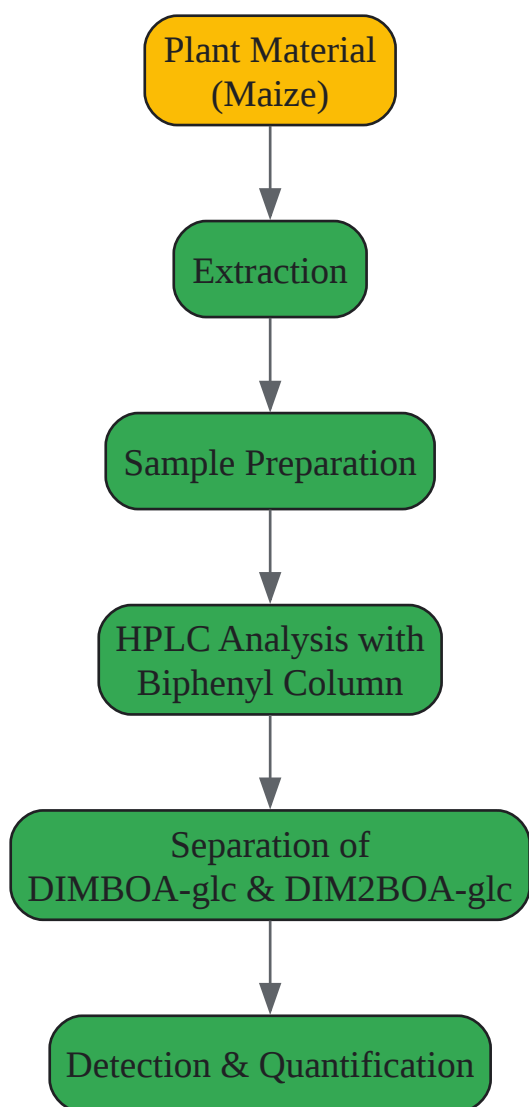 Plant Material
(Maize)
Extraction
Sample Preparation
HPLC Analysis with
Biphenyl Column
Separation of
DIMBOA-glc & DIM2BOA-glc
Detection & Quantification